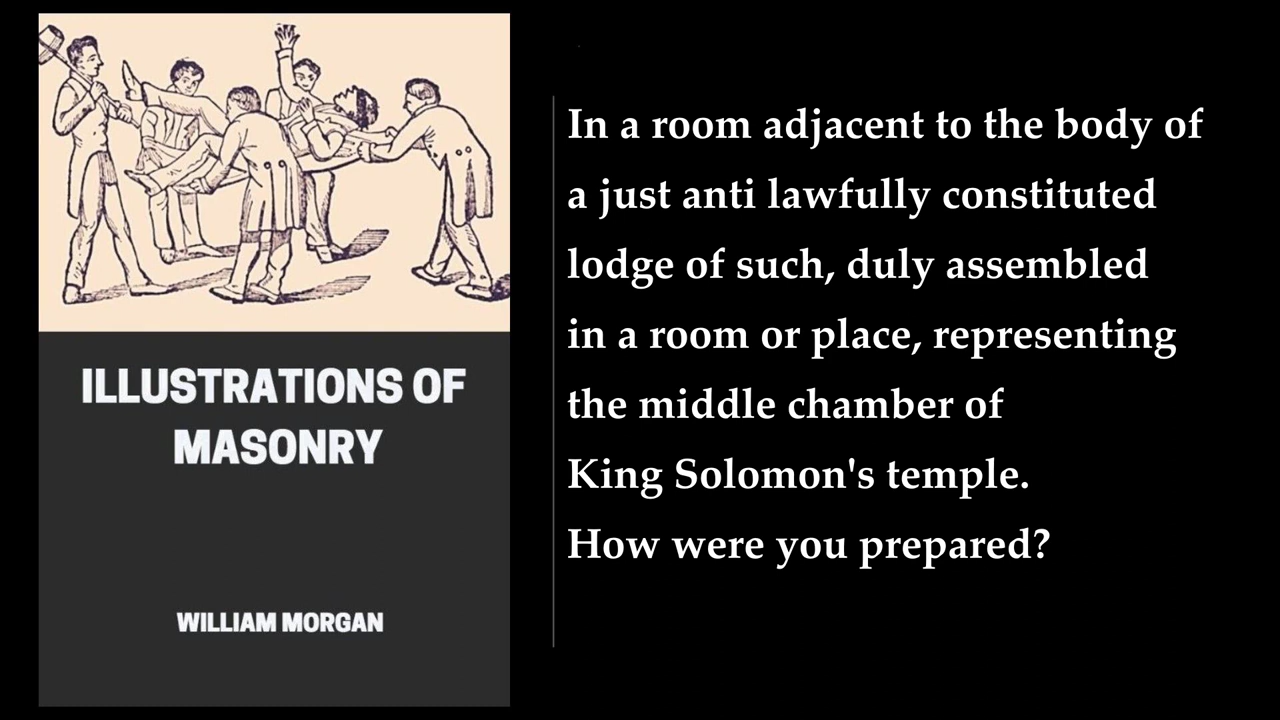 ILLUSTRATIONS OF
MASONRY
WILLIAM MORGAN
In a room adjacent to the body of
a just anti lawfully constituted
lodge of such, duly assembled
in a room or place, representing
the middle chamber of
King Solomon's temple.
How were you prepared?